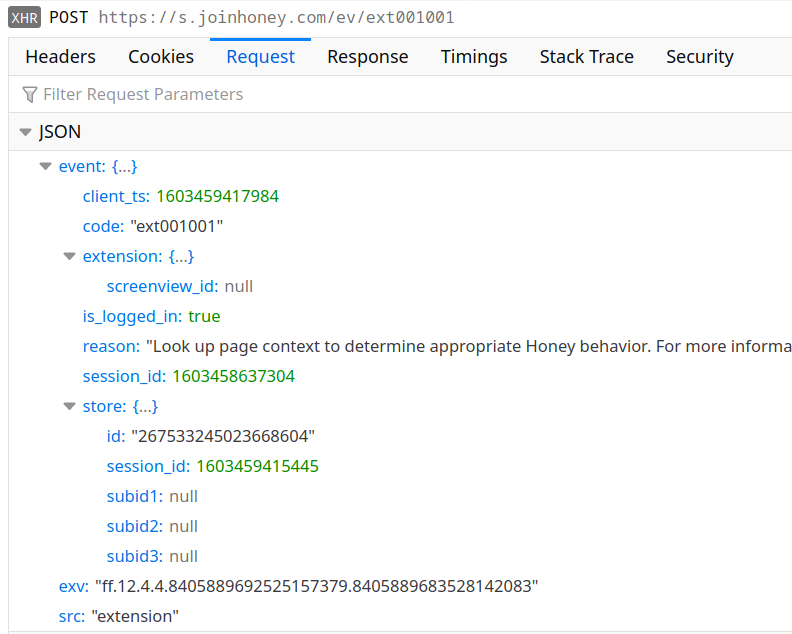 XHR POST https://s.joinhoney.com/ev/ext001001
Headers Cookies Request Response Timings Stack Trace Security
Filter Request Parameters
JSON
event: {…}
client_ts: 1603459417984
code: "ext001001"
extension: {…}
screenview_id: null
is_logged_in: true
reason: "Look up page context to determine appropriate Honey behavior. For more informa
session_id: 1603458637304
store: {…}
id: "267533245023668604"
session_id: 1603459415445
subid1: null
subid2: null
subid3: null
exv: "ff.12.4.4.8405889692525157379.8405889683528142083"
src: "extension"